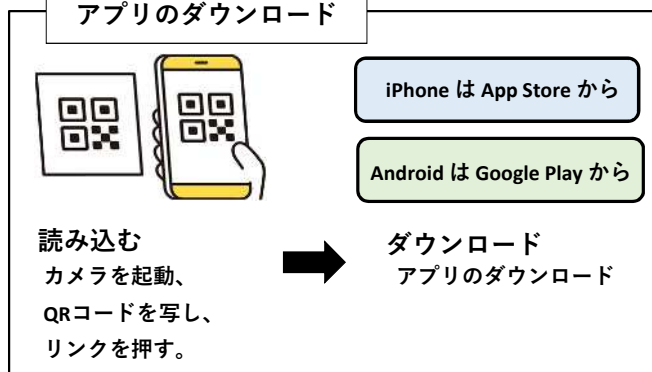 アプリのダウンロード
iPhone は App Store から
Android は Google Play から
読み込む
カメラを起動、
QRコードを写し、
リンクを押す。
ダウンロード
アプリのダウンロード